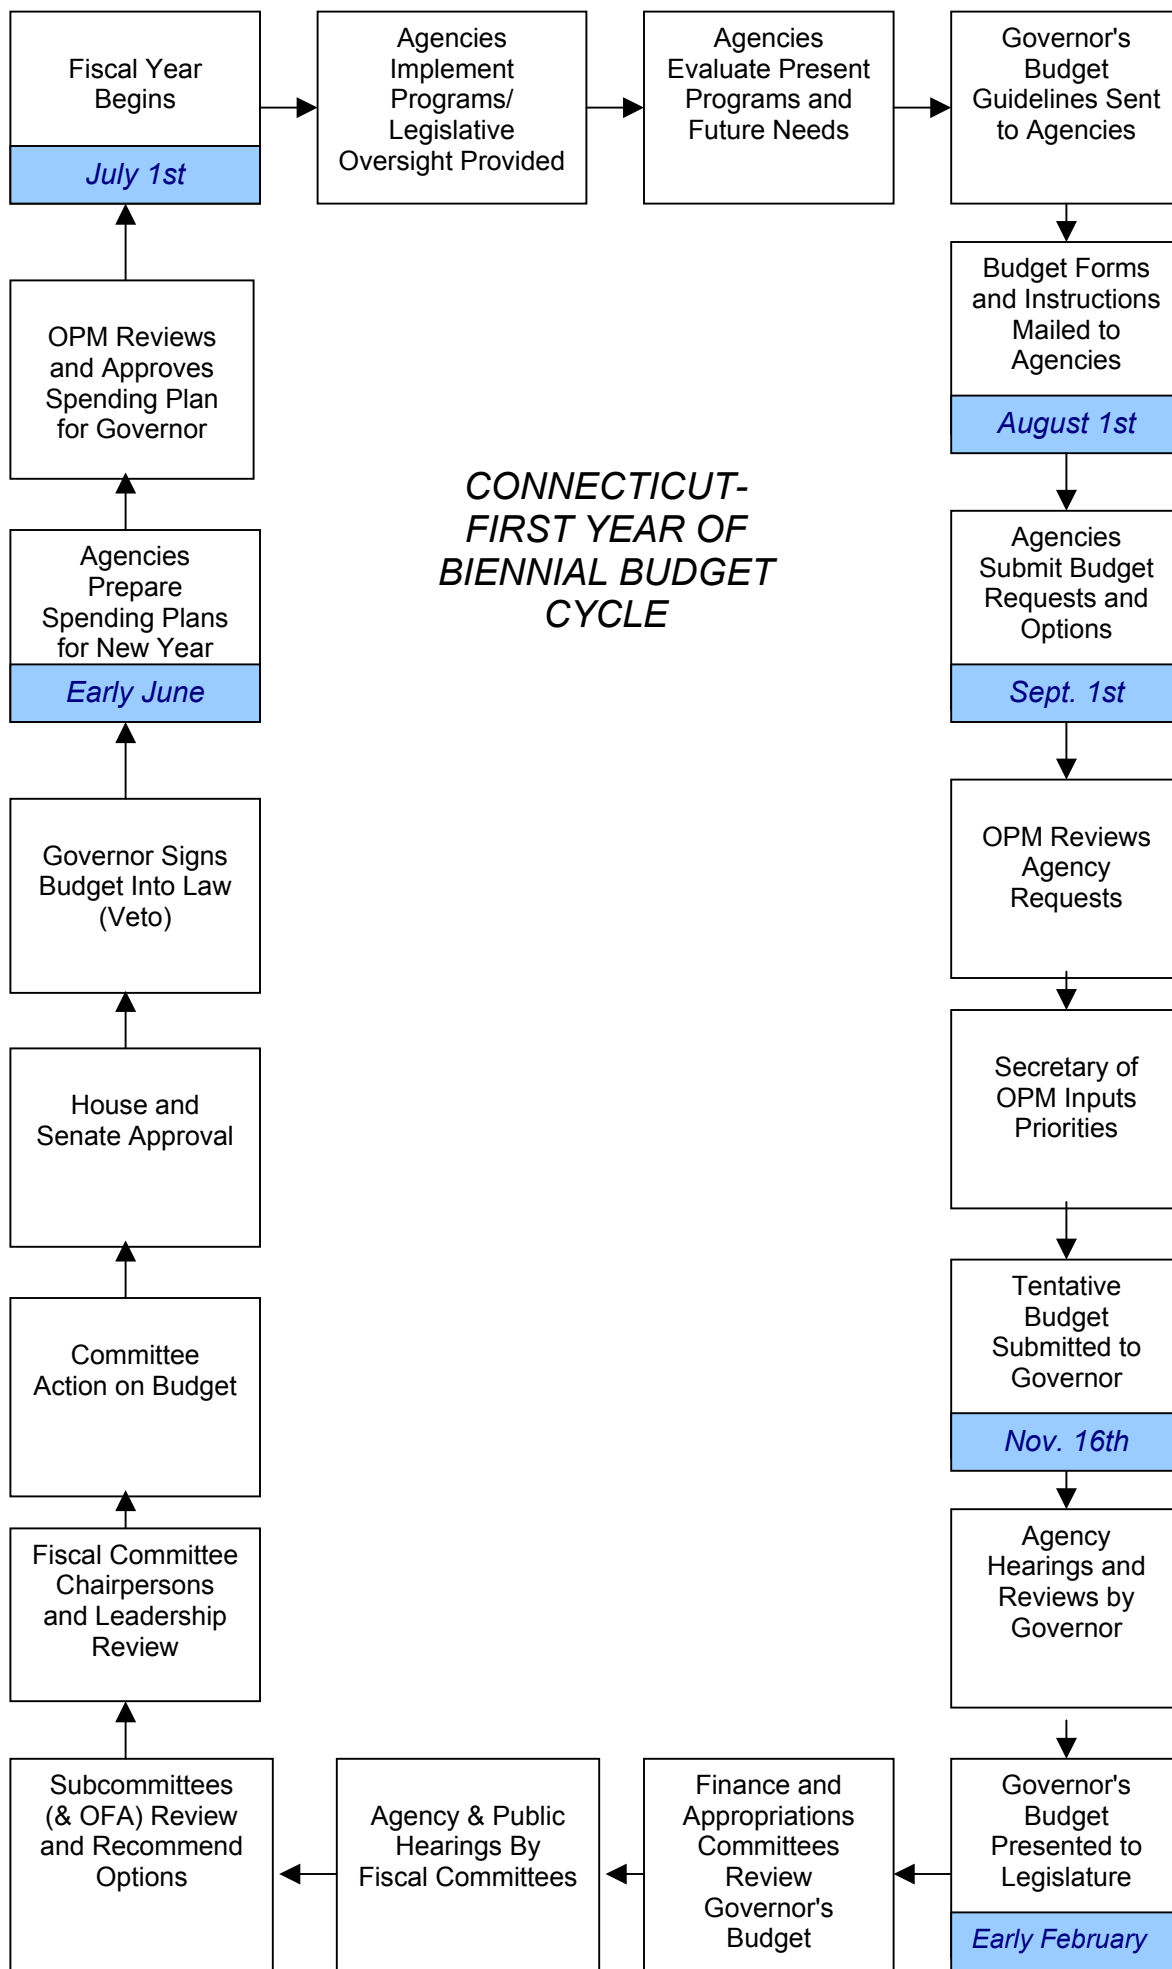 Fiscal Year
Begins
July 1st
Agencies
Implement
Programs/
Legislative
Oversight Provided
Agencies
Evaluate Present
Programs and
Future Needs
Governor's
Budget
Guidelines Sent
to Agencies
Budget Forms
and Instructions
Mailed to
Agencies
August 1st
Agencies
Submit Budget
Requests and
Options
Sept. 1st
OPM Reviews
Agency
Requests
Secretary of
OPM Inputs
Priorities
Tentative
Budget
Submitted to
Governor
Nov. 16th
Agency
Hearings and
Reviews by
Governor
Governor's
Budget
Presented to
Legislature
Early February
Finance and
Appropriations
Committees
Review
Governor's
Budget
Agency & Public
Hearings By
Fiscal Committees
Subcommittees
(& OFA) Review
and Recommend
Options
Fiscal Committee
Chairpersons
and Leadership
Review
Committee
Action on Budget
House and
Senate Approval
Governor Signs
Budget Into Law
(Veto)
Agencies
Prepare
Spending Plans
for New Year
Early June
OPM Reviews
and Approves
Spending Plan
for Governor
CONNECTICUT-
FIRST YEAR OF
BIENNIAL BUDGET
CYCLE